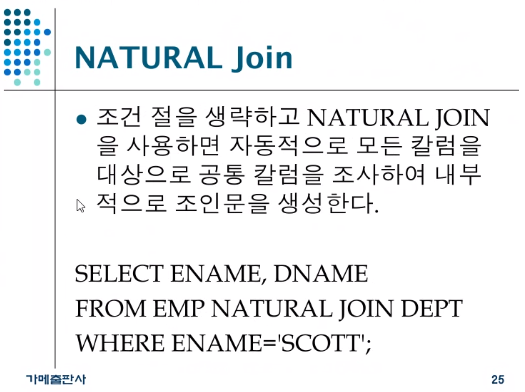 NATURAL Join
조건 절을 생략하고 NATURAL JOIN
을 사용하면 자동적으로 모든 칼럼을
대상으로 공통 칼럼을 조사하여 내부
적으로 조인문을 생성한다.
SELECT ENAME, DNAME
FROM EMP NATURAL JOIN DEPT
WHERE ENAME='SCOTT';
가메출판사
25